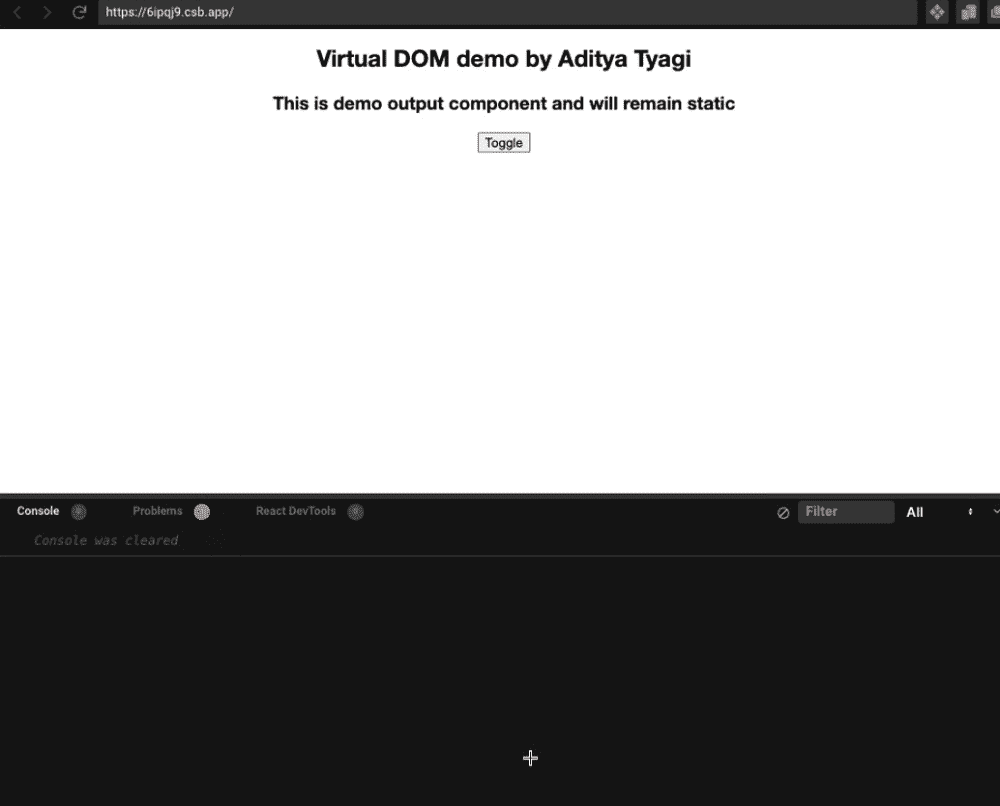 https://6ipqj9.csb.app/
Virtual DOM demo by Aditya Tyagi
This is demo output component and will remain static
Toggle
Console Problems React DevTools Filter All
Console was cleared